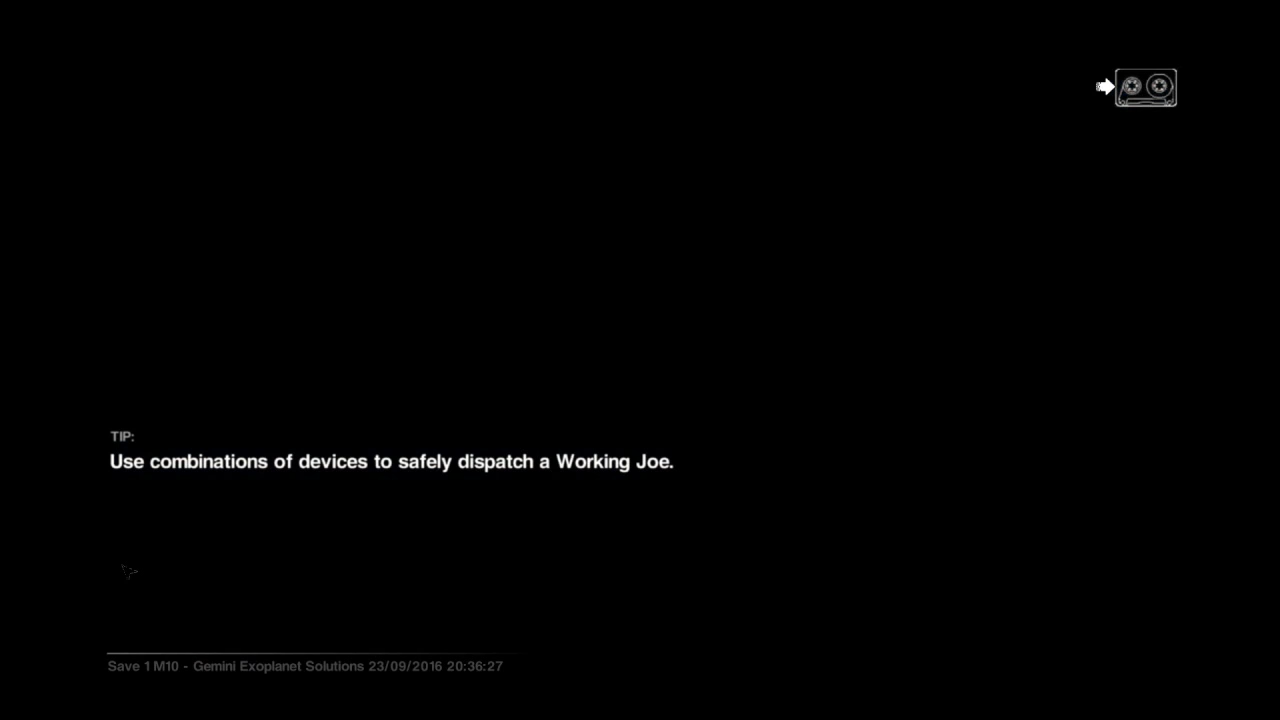 TIP:
Use combinations of devices to safely dispatch a Working Joe.
Save 1 M10 - Gemini Exoplanet Solutions 23/09/2016 20:36:27